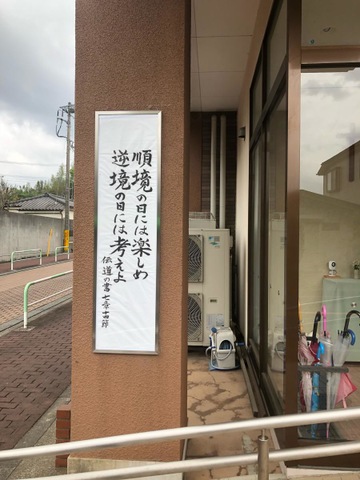 順境の日には楽しめ
逆境の日には考えよ
伝道の書七章十四節